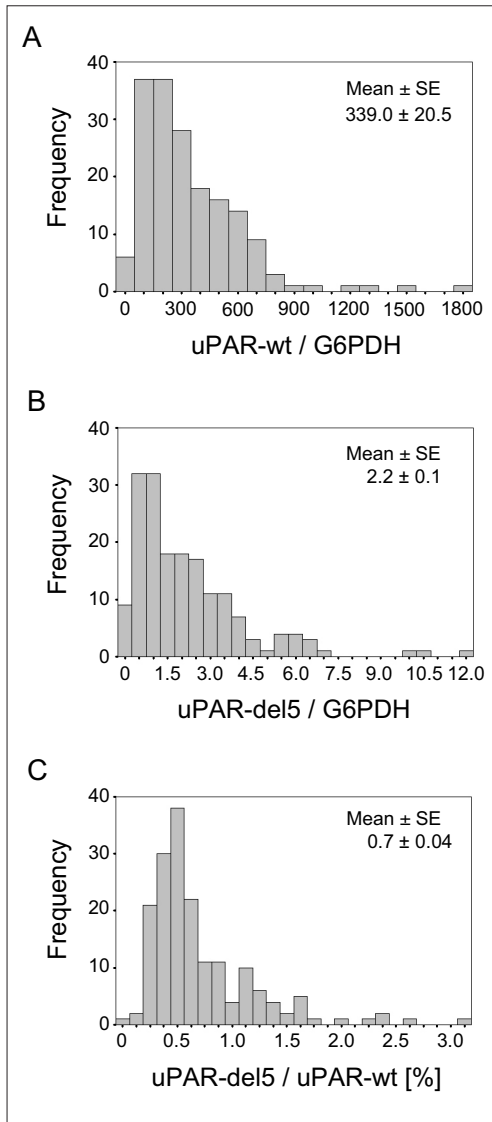 A
40
30
20
10
0
Frequency
Mean ± SE
339.0 ± 20.5
0 300 600 900 1200 1500 1800
uPAR-wt / G6PDH
B
40
30
20
10
0
Frequency
Mean ± SE
2.2 ± 0.1
0 1.5 3.0 4.5 6.0 7.5 9.0 10.5 12.0
uPAR-del5 / G6PDH
C
40
30
20
10
0
Frequency
Mean ± SE
0.7 ± 0.04
0 0.5 1.0 1.5 2.0 2.5 3.0
uPAR-del5 / uPAR-wt [%]